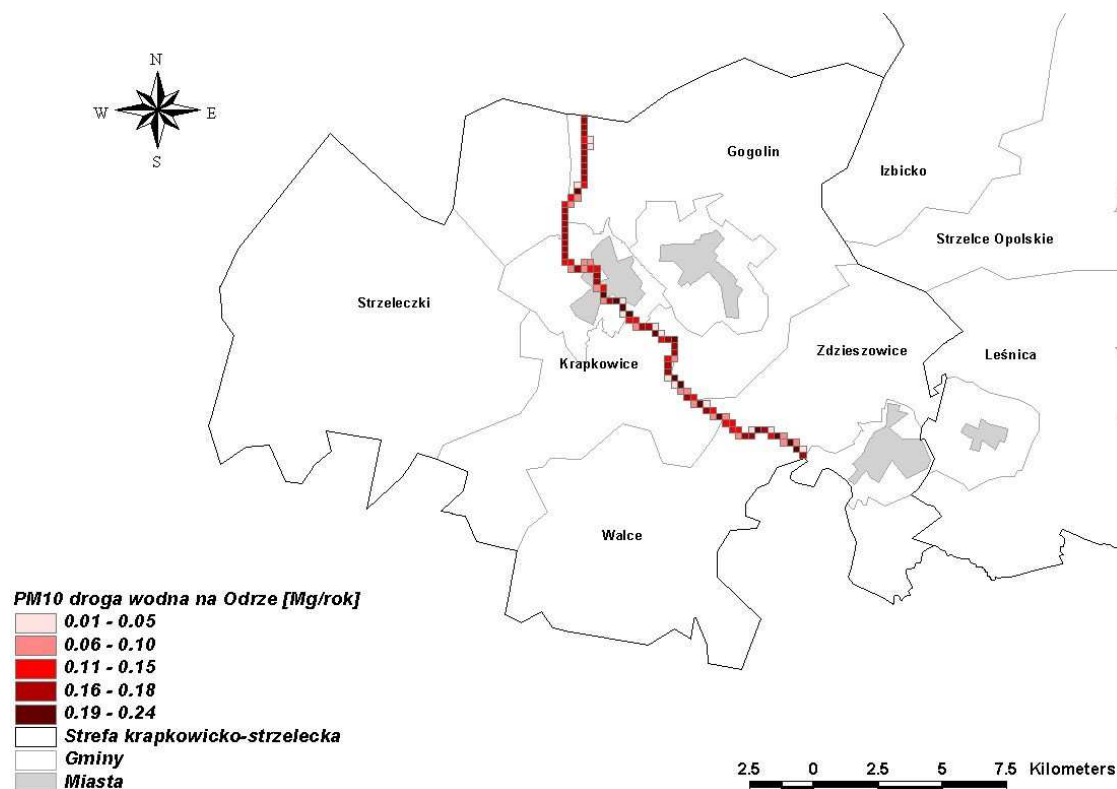 N
W E
S
Gogolin
Izbicko
Strzelce Opolskie
Strzeleczki
Zdzieszowice
Leśnica
Krapkowice
Walce
PM10 droga wodna na Odrze [Mg/rok]
0.01 - 0.05
0.06 - 0.10
0.11 - 0.15
0.16 - 0.18
0.19 - 0.24
Strefa krapkowicko-strzelecka
Gminy
Miasta
2.5 0 2.5 5 7.5 Kilometers